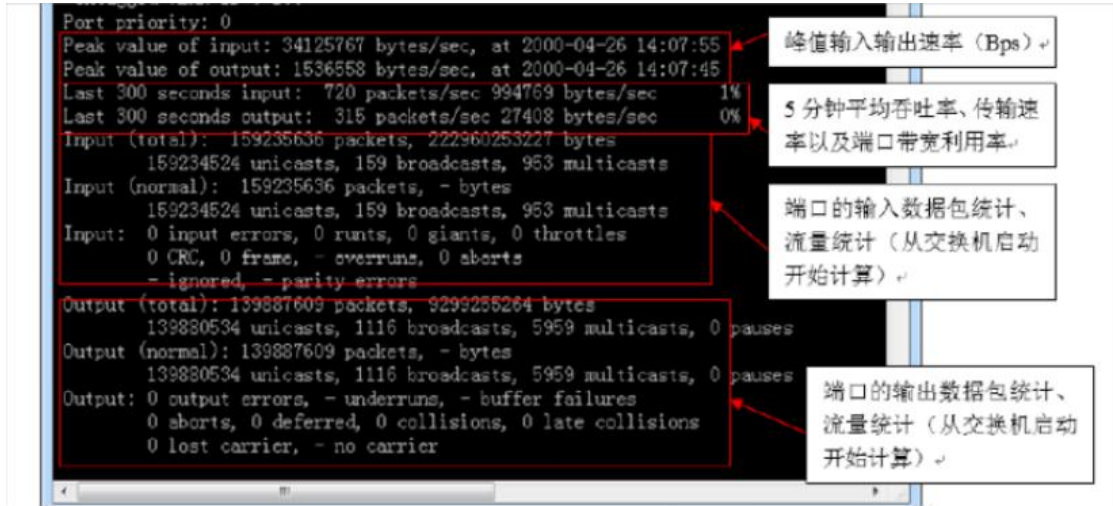 Port priority: 0
Peak value of input: 34125767 bytes/sec, at 2000-04-26 14:07:55
Peak value of output: 1536558 bytes/sec, at 2000-04-26 14:07:45
Last 300 seconds input:  720 packets/sec 994769 bytes/sec      1%
Last 300 seconds output:  315 packets/sec 27408 bytes/sec      0%
Input (total):  159235636 packets, 222960253227 bytes
159234524 unicasts, 159 broadcasts, 953 multicasts
Input (normal):  159235636 packets, - bytes
159234524 unicasts, 159 broadcasts, 953 multicasts
Input:  0 input errors, 0 runts, 0 giants, 0 throttles
0 CRC, 0 frame, - overruns, 0 aborts
- ignored, - parity errors
Output (total): 139887609 packets, 9299255264 bytes
139880534 unicasts, 1116 broadcasts, 5959 multicasts, 0 pauses
Output (normal): 139887609 packets, - bytes
139880534 unicasts, 1116 broadcasts, 5959 multicasts, 0 pauses
Output: 0 output errors, - underruns, - buffer failures
0 aborts, 0 deferred, 0 collisions, 0 late collisions
0 lost carrier, - no carrier
峰值输入输出速率（Bps）
5 分钟平均吞吐率、传输速
率以及端口带宽利用率
端口的输入数据包统计、
流量统计（从交换机启动
开始计算）
端口的输出数据包统计、
流量统计（从交换机启动
开始计算）